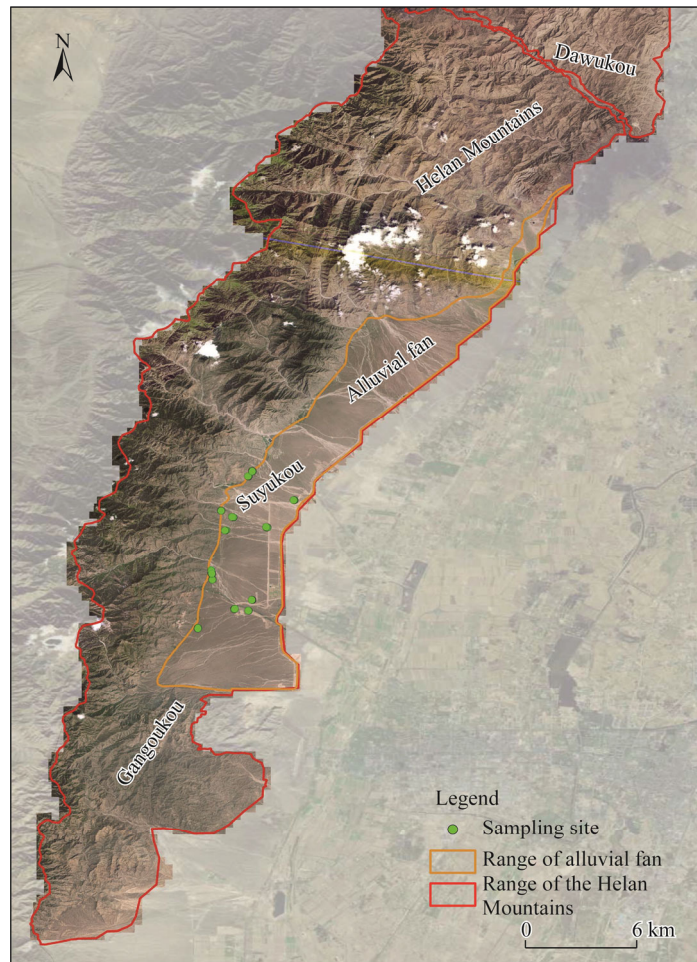 N
Dawukou
Helan Mountains
Alluvial fan
Suyukou
Gangoukou
Legend
Sampling site
Range of alluvial fan
Range of the Helan
Mountains
0 6 km